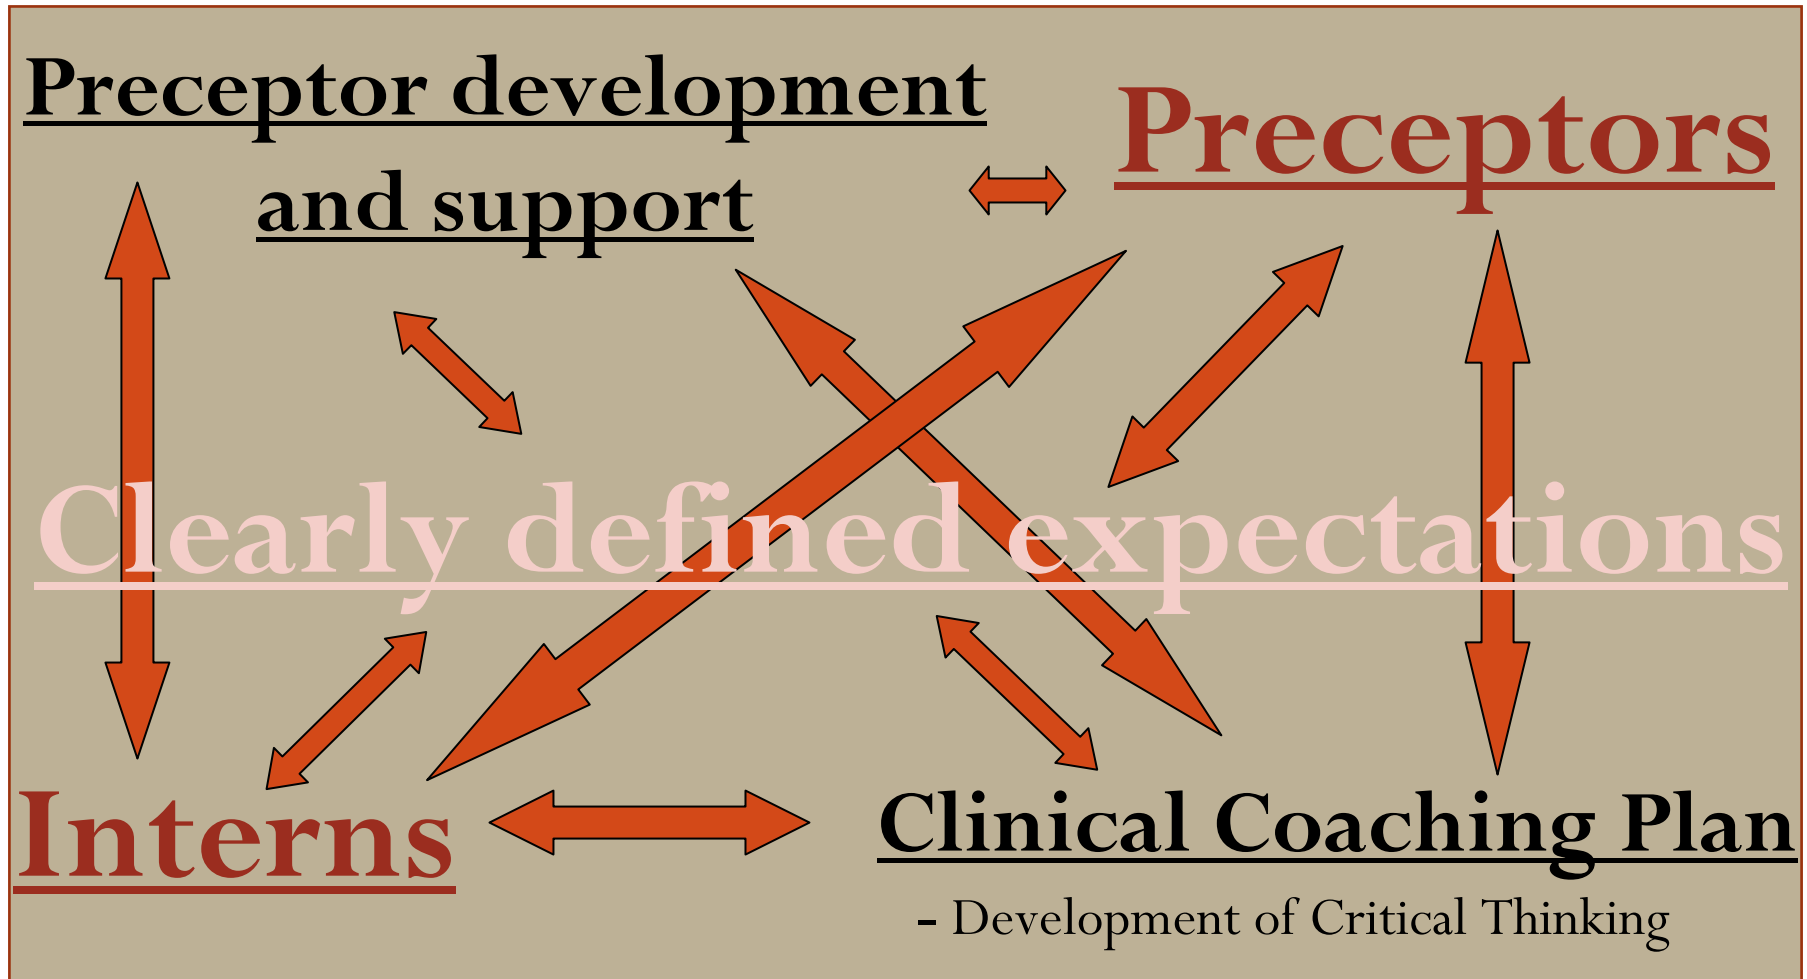 Preceptor development
and support
Preceptors
Clearly defined expectations
Interns
Clinical Coaching Plan
- Development of Critical Thinking